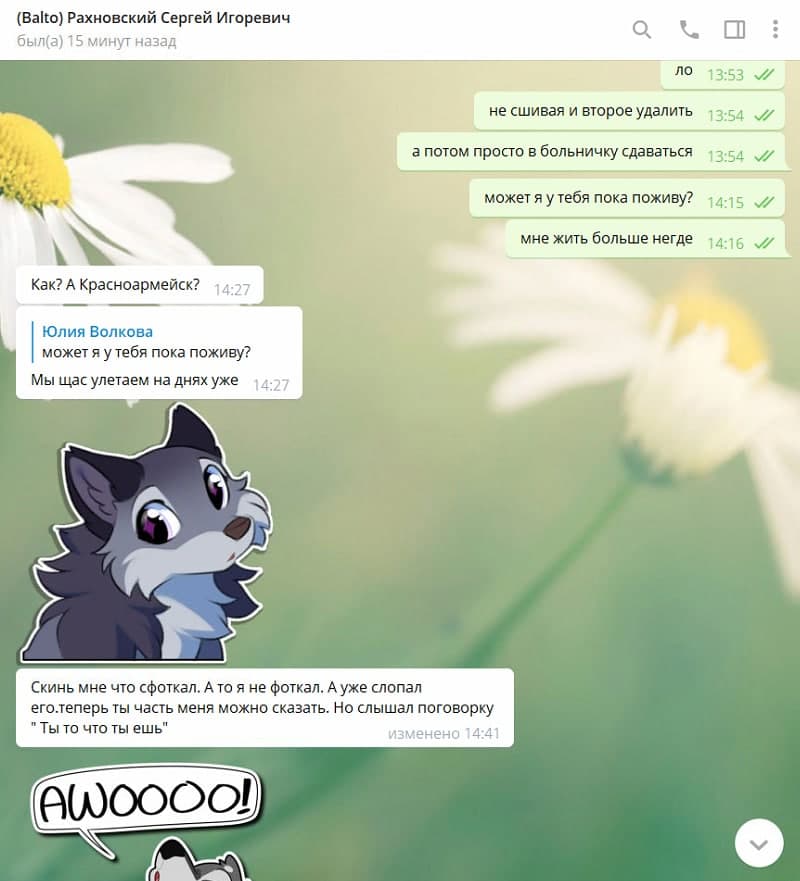 (Balto) Рахновский Сергей Игоревич
был(а) 15 минут назад
ло 13:53
не сшивая и второе удалить 13:54
а потом просто в больничку сдаваться 13:54
может я у тебя пока поживу? 14:15
мне жить больше негде 14:16
Как? А Красноармейск? 14:27
Юлия Волкова
может я у тебя пока поживу?
Мы щас улетаем на днях уже 14:27
Скинь мне что сфоткал. А то я не фоткал. А уже слопал
его.теперь ты часть меня можно сказать. Но слышал поговорку
" Ты то что ты ешь" изменено 14:41
AWOOOO!